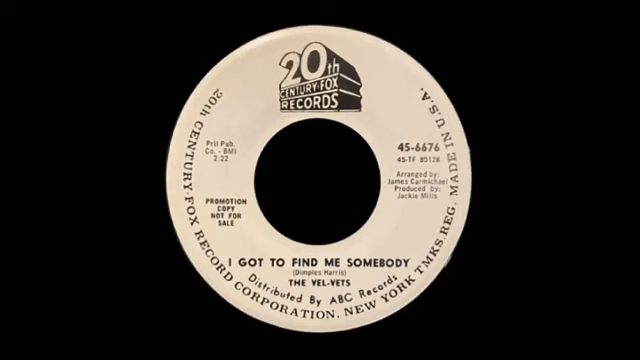 20th
CENTURY-FOX
RECORDS
Pril Pub.
Co. - BMI
2:22
PROMOTION
COPY
NOT FOR
SALE
45-6676
45-TF 80128
Arranged by:
James Carmichael
Produced by:
Jackie Mills
I GOT TO FIND ME SOMEBODY
(Dimples Harris)
THE VEL-VETS
Distributed By ABC Records
20th CENTURY-FOX RECORD CORPORATION, NEW YORK TMKS. REG. MADE IN U.S.A.